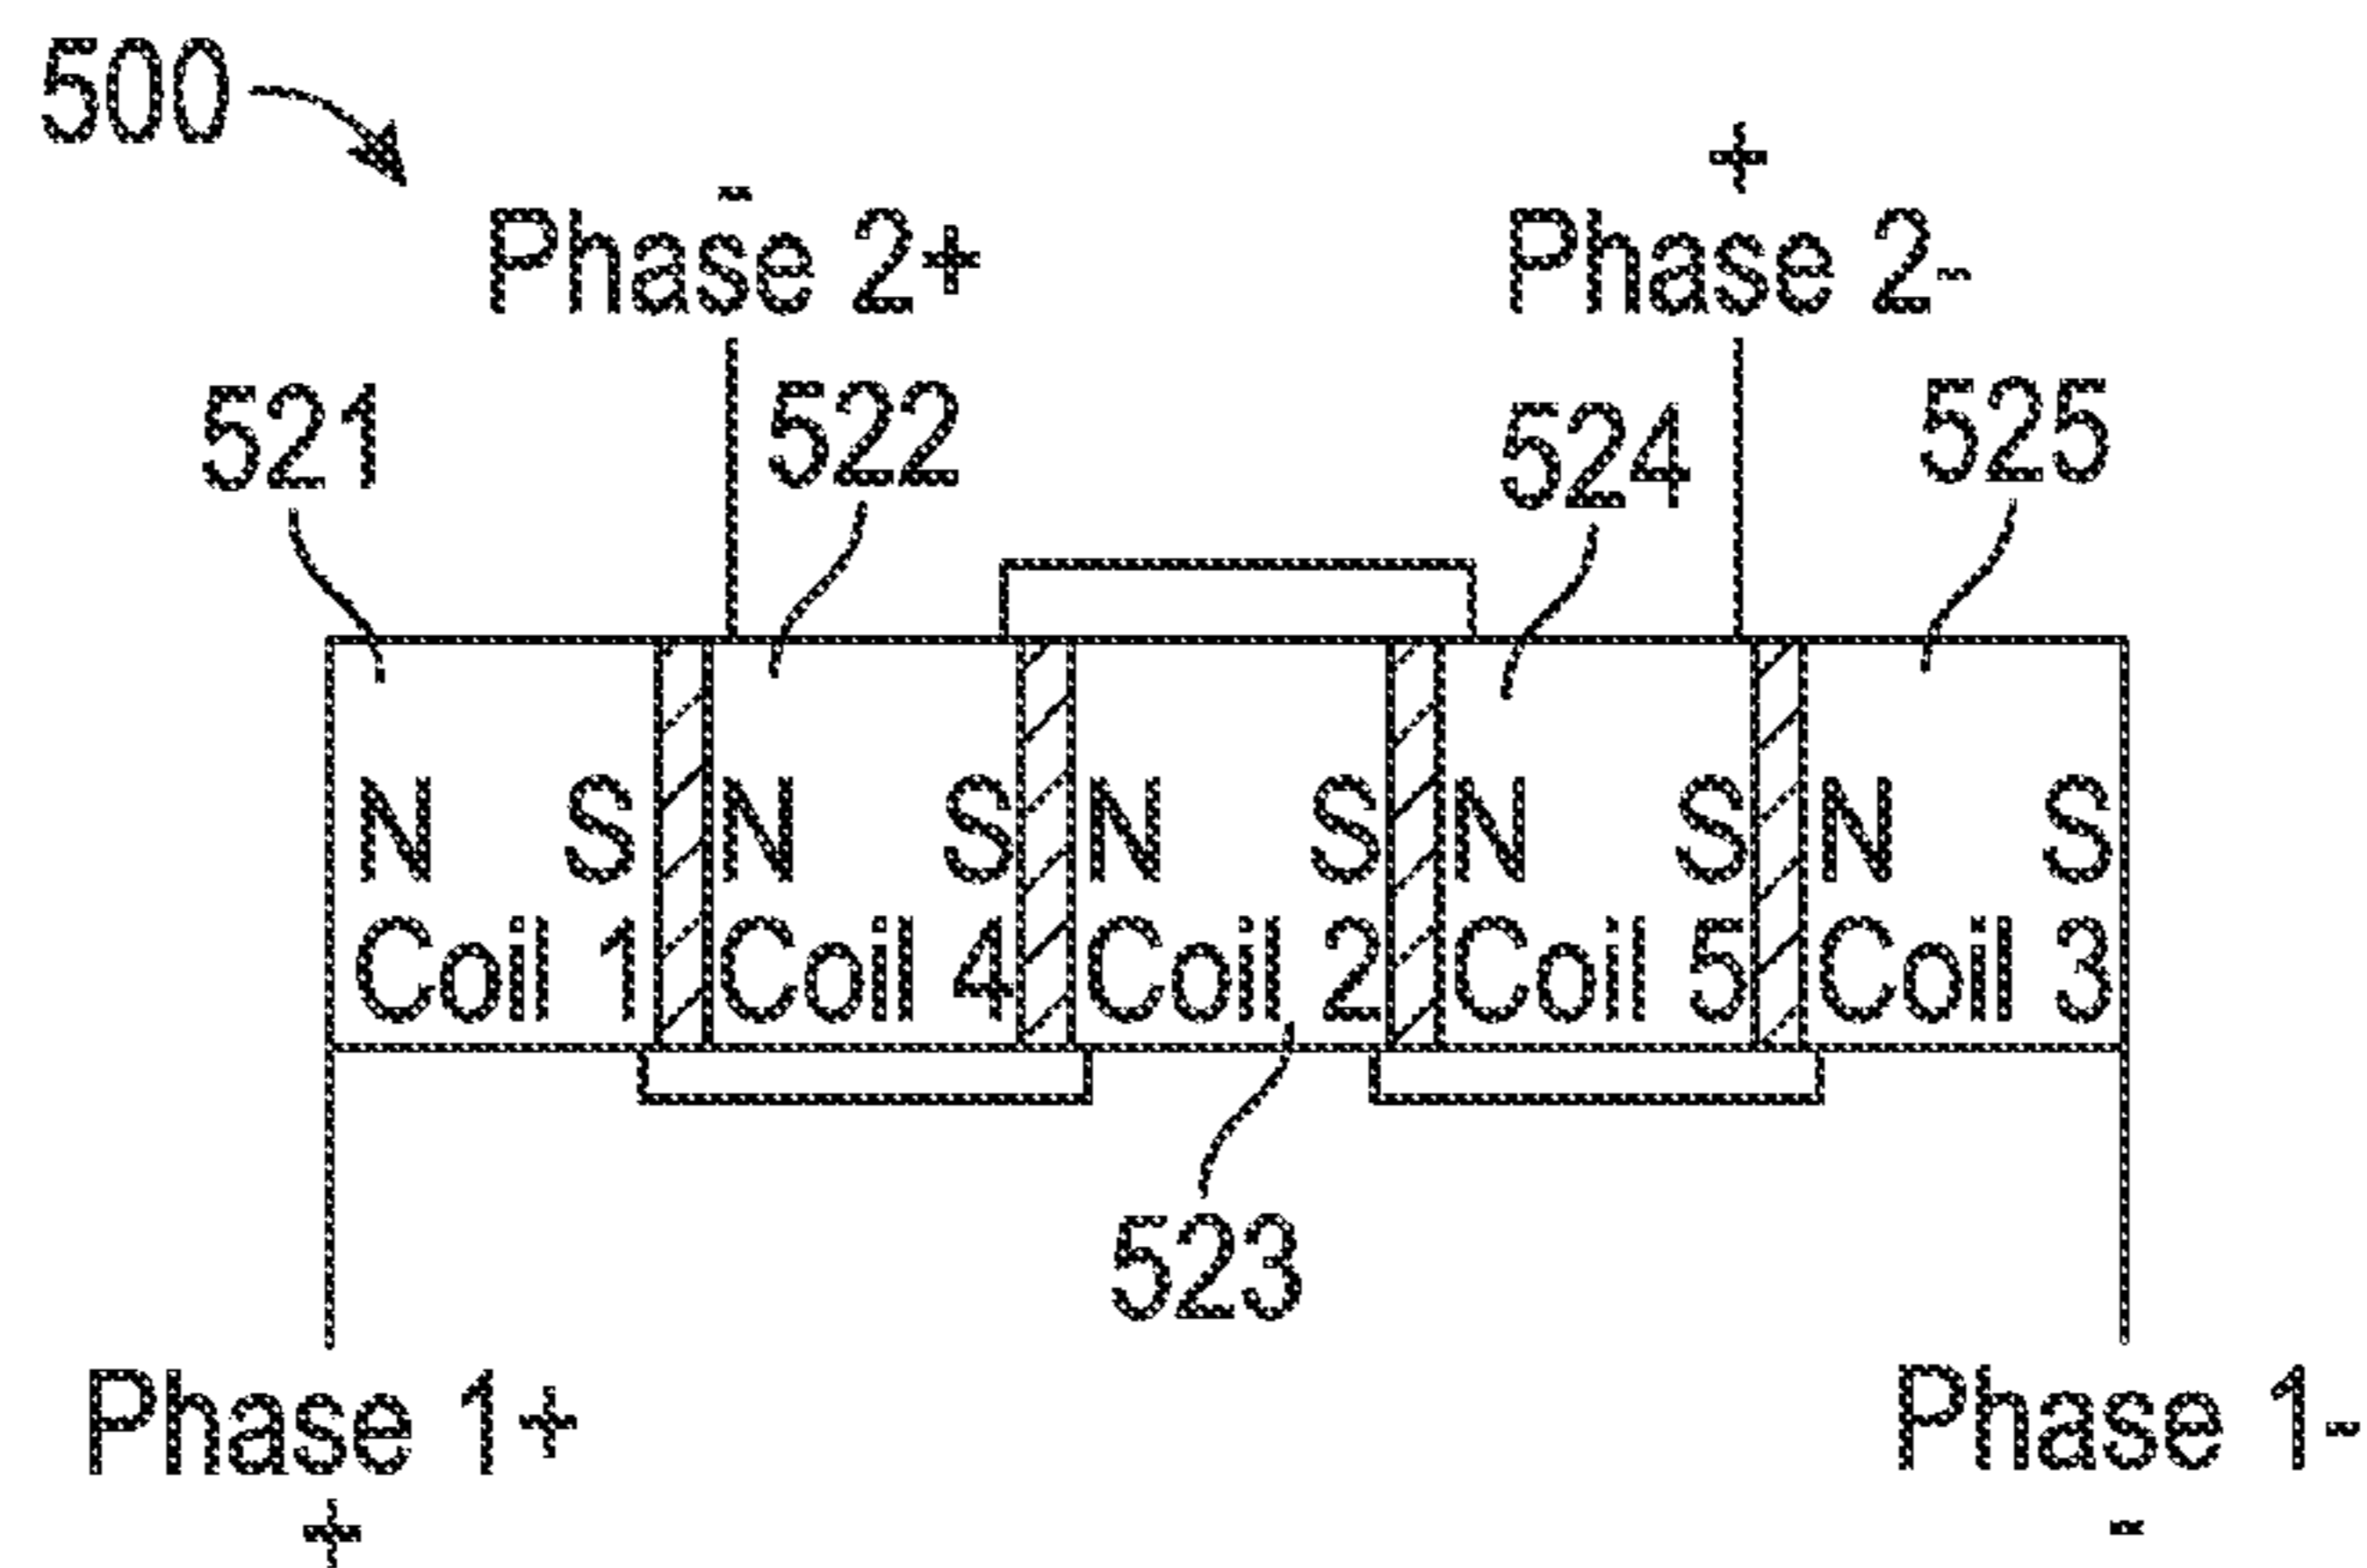 500
- +
Phase 2+ Phase 2-
521 522 524 525
N S N S N S N S N S
Coil 1 Coil 4 Coil 2 Coil 5 Coil 3
523
Phase 1+ Phase 1-
+ -